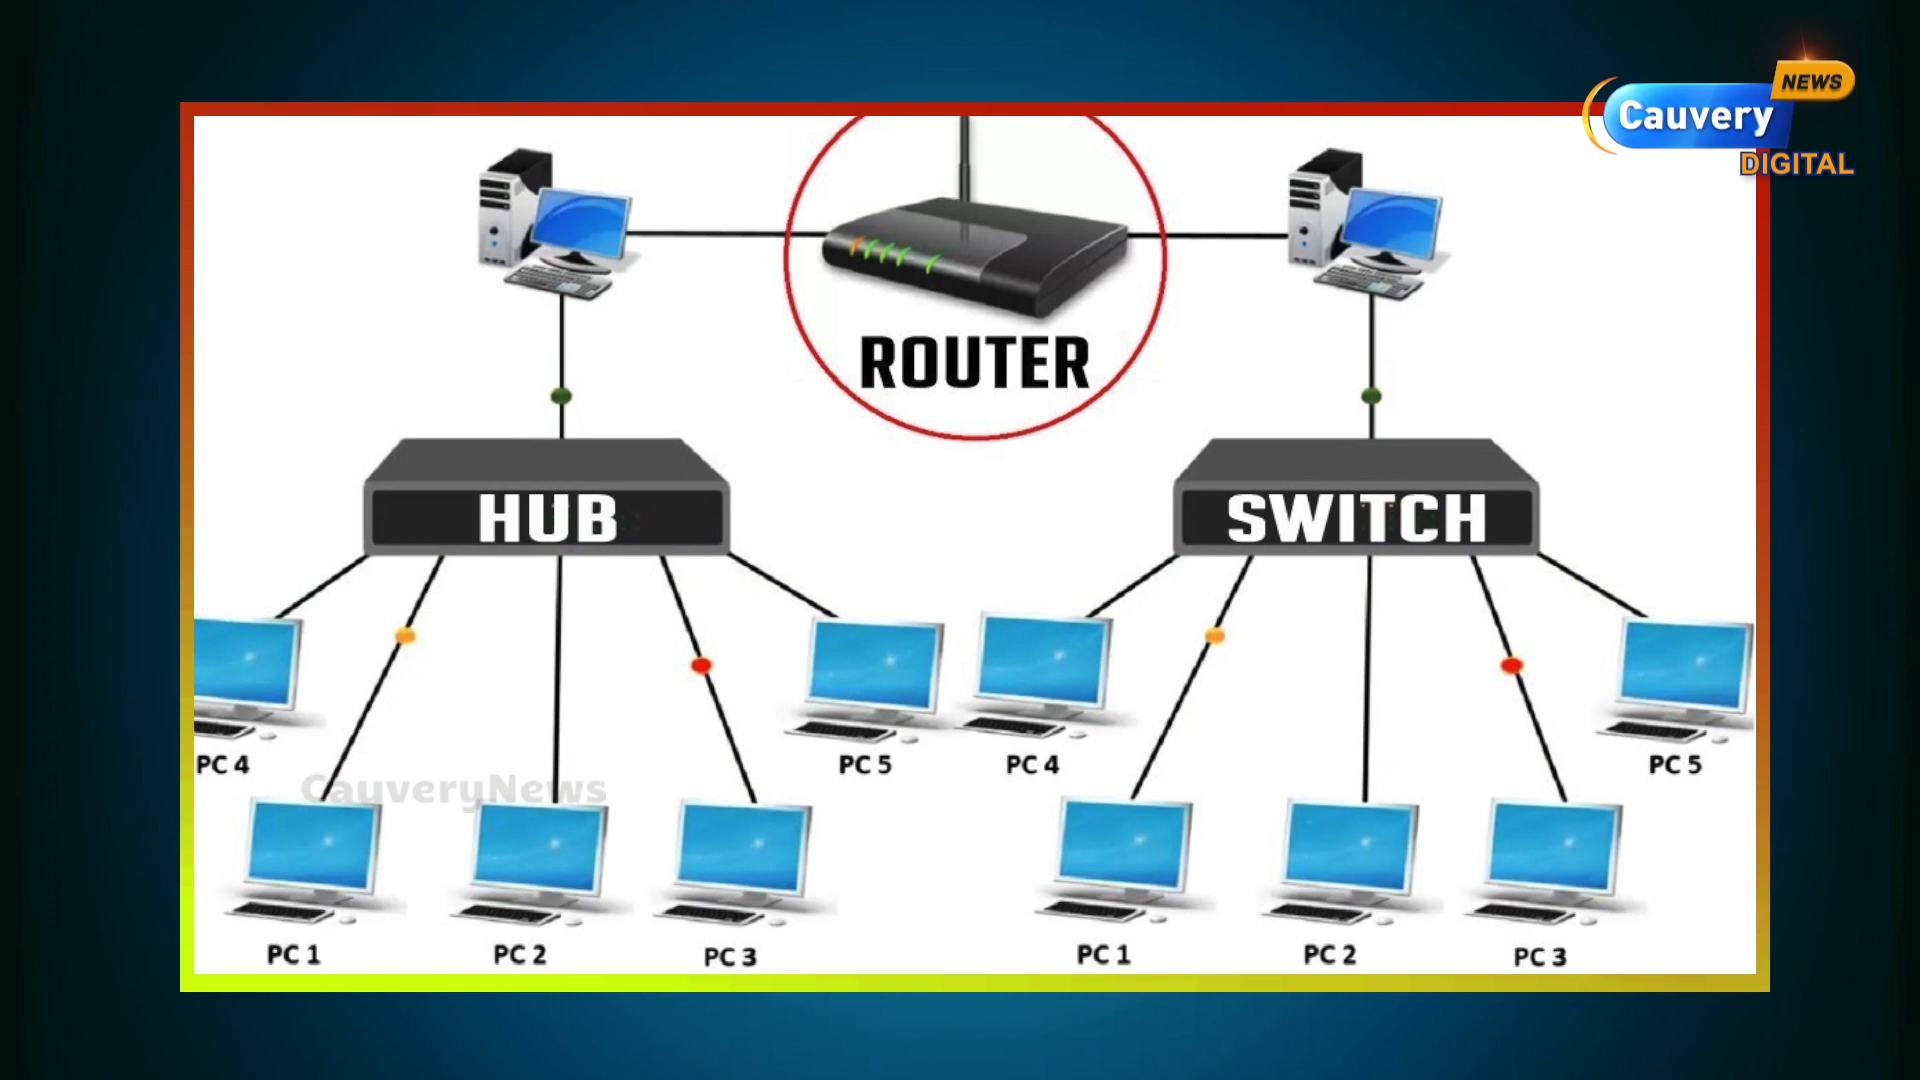 NEWS
Cauvery
DIGITAL
ROUTER
HUB
SWITCH
PC 4
PC 5
PC 4
PC 5
CauveryNews
PC 1
PC 2
PC 3
PC 1
PC 2
PC 3